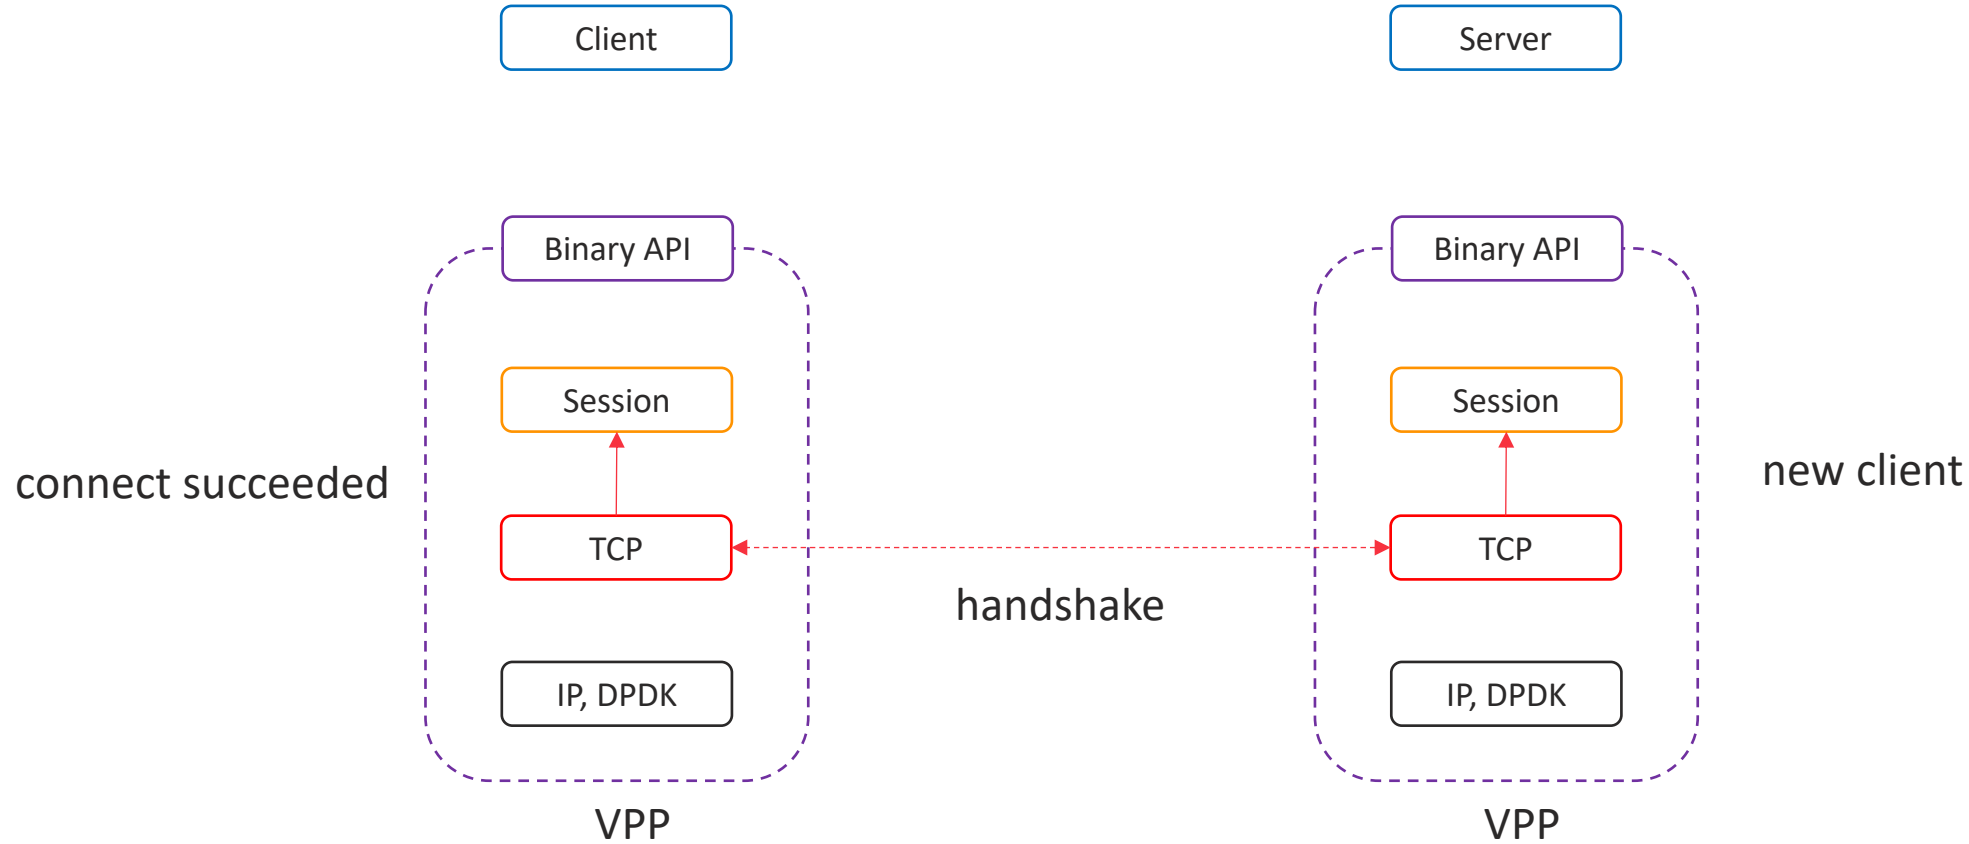 Client
Server
Binary API
Binary API
Session
Session
connect succeeded
new client
TCP
TCP
handshake
IP, DPDK
IP, DPDK
VPP
VPP